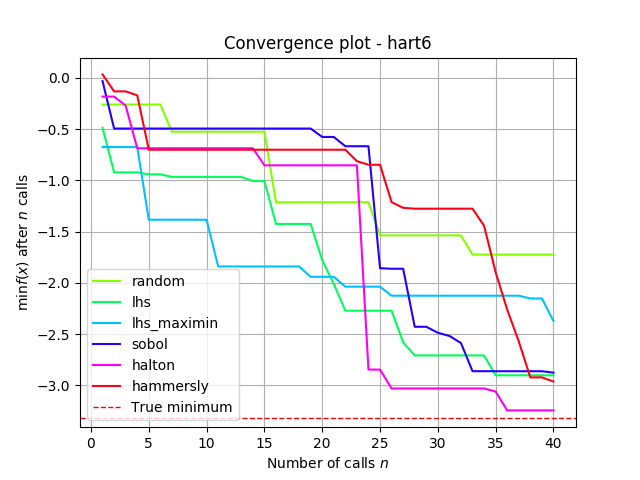 Convergence plot - hart6
min f(x) after n calls
0.0
−0.5
−1.0
−1.5
−2.0
−2.5
−3.0
random
lhs
lhs_maximin
sobol
halton
hammersly
True minimum
0 5 10 15 20 25 30 35 40
Number of calls n